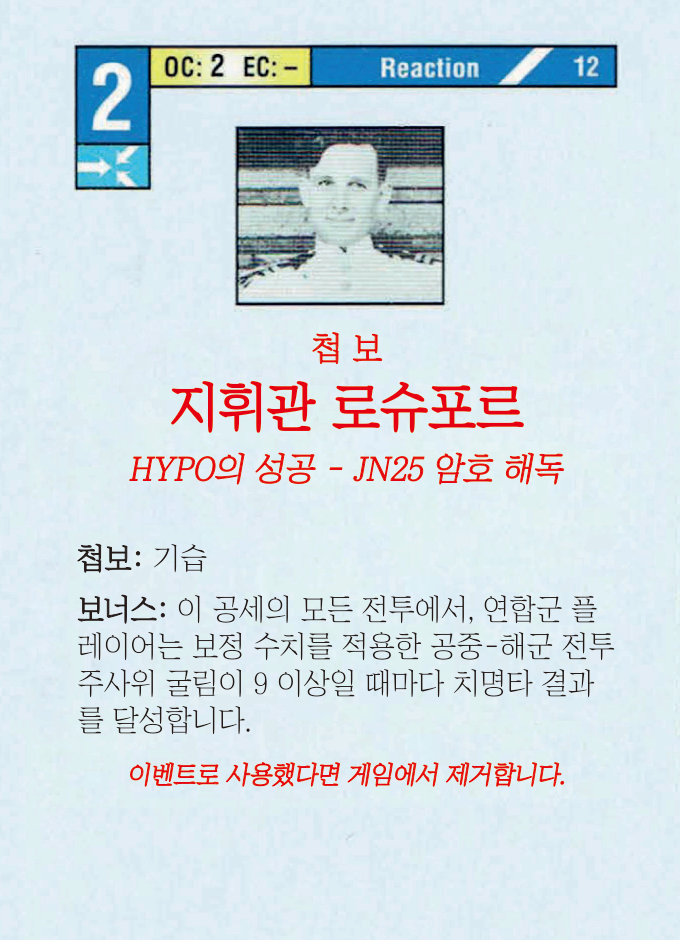 2
OC: 2 EC: –
Reaction
12
첩 보
지휘관 로슈포르
HYPO의 성공 - JN25 암호 해독
첩보: 기습
보너스: 이 공세의 모든 전투에서, 연합군 플
레이어는 보정 수치를 적용한 공중-해군 전투
주사위 굴림이 9 이상일 때마다 치명타 결과
를 달성합니다.
이벤트로 사용했다면 게임에서 제거합니다.